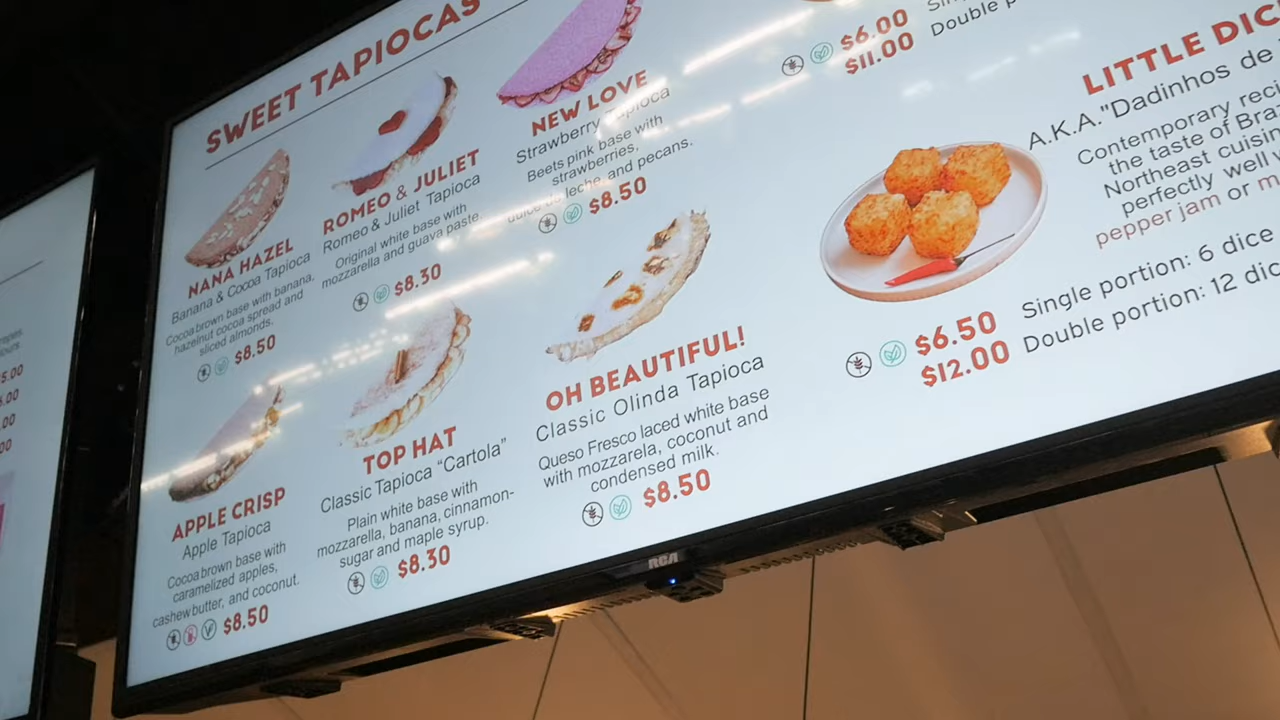 SWEET TAPIOCAS
NANA HAZEL
Banana & Cocoa Tapioca
Cocoa brown base with banana,
hazelnut cocoa spread and
sliced almonds.
$8.50
ROMEO & JULIET
Romeo & Juliet Tapioca
Original white base with
mozzarella and guava paste.
$8.30
NEW LOVE
Strawberry Tapioca
Beets pink base with
strawberries,
dulce de leche, and pecans.
$8.50
APPLE CRISP
Apple Tapioca
Cocoa brown base with
caramelized apples,
cashew butter, and coconut.
$8.50
TOP HAT
Classic Tapioca “Cartola”
Plain white base with
mozzarella, banana, cinnamon-
sugar and maple syrup.
$8.30
OH BEAUTIFUL!
Classic Olinda Tapioca
Queso Fresco laced white base
with mozzarella, coconut and
condensed milk.
$8.50
$6.00
$11.00 Double
LITTLE
A.K.A."Dadinhos de
Contemporary
the taste of
Northeast
perfectly well
pepper jam or
$6.50 Single portion: 6 dice
$12.00 Double portion: 12
5.00
.00
.00
RCA